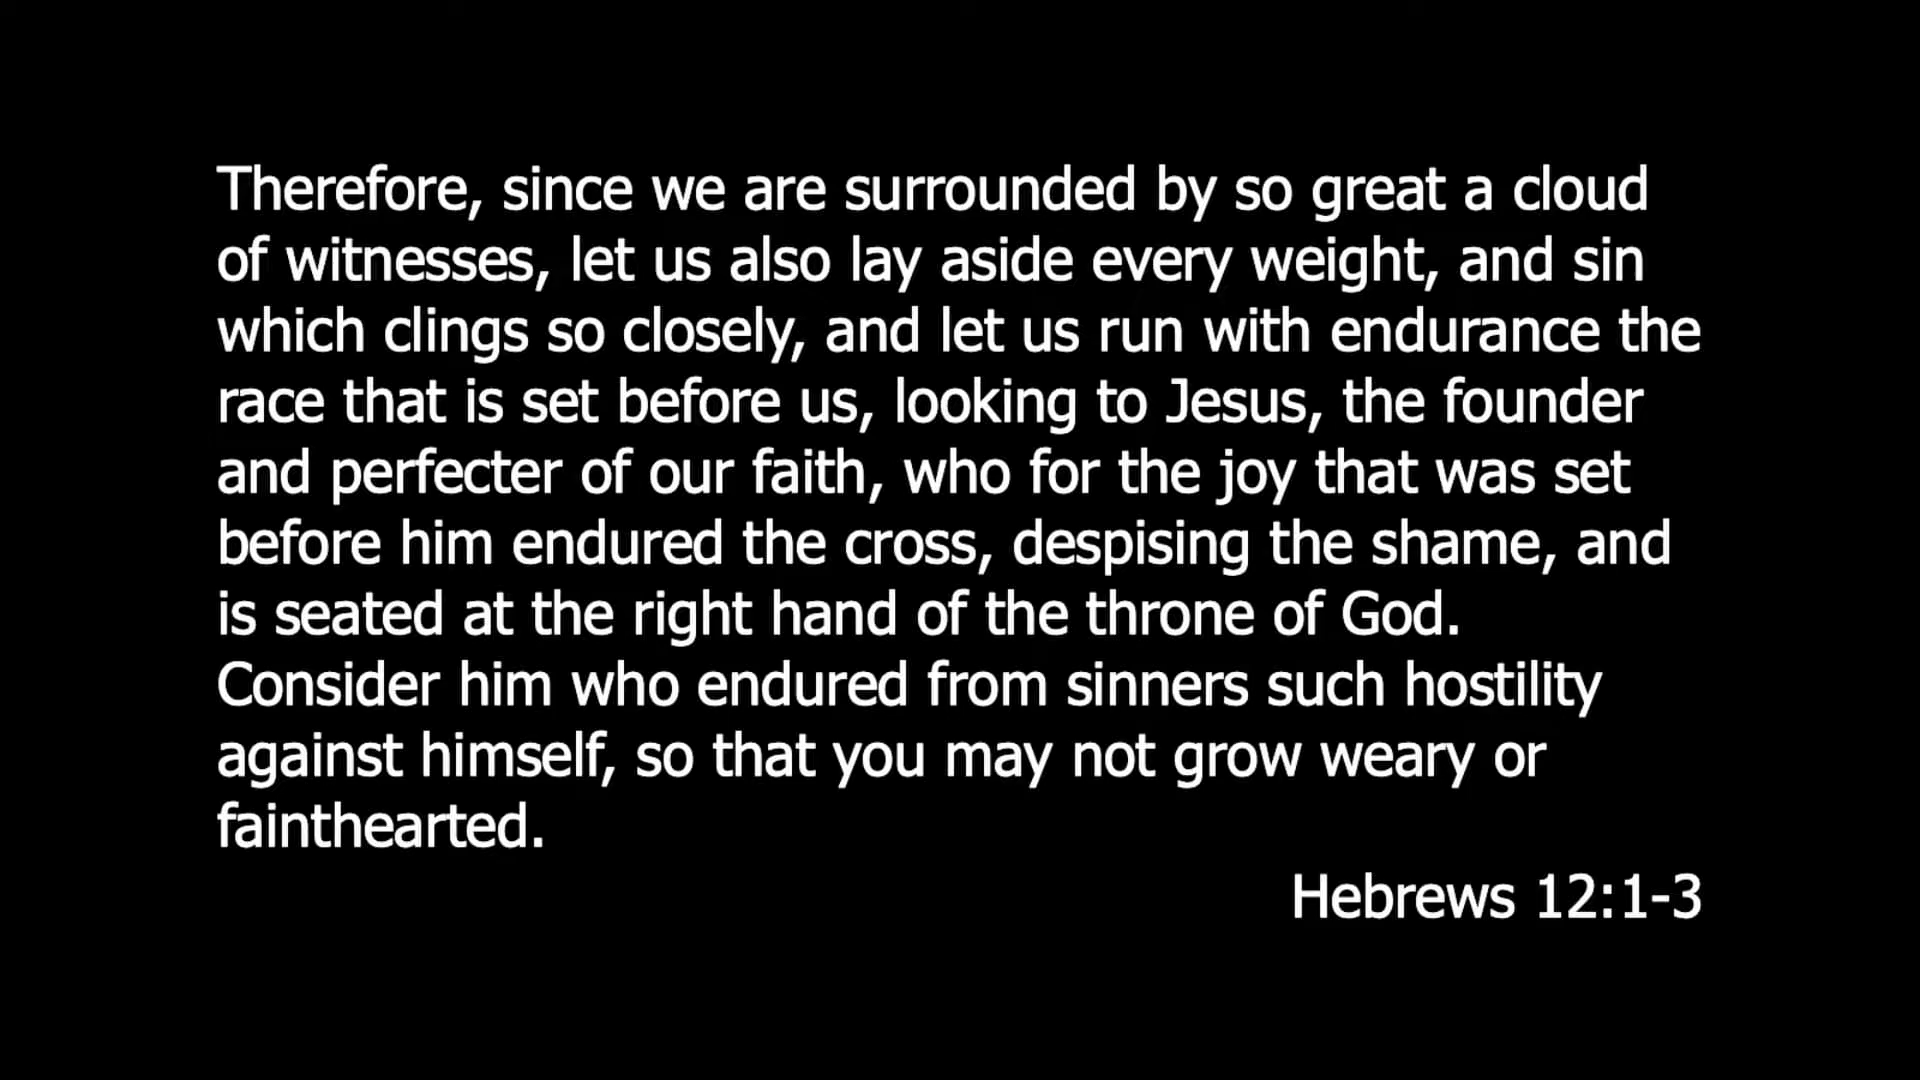 Therefore, since we are surrounded by so great a cloud
of witnesses, let us also lay aside every weight, and sin
which clings so closely, and let us run with endurance the
race that is set before us, looking to Jesus, the founder
and perfecter of our faith, who for the joy that was set
before him endured the cross, despising the shame, and
is seated at the right hand of the throne of God.
Consider him who endured from sinners such hostility
against himself, so that you may not grow weary or
fainthearted.
Hebrews 12:1-3